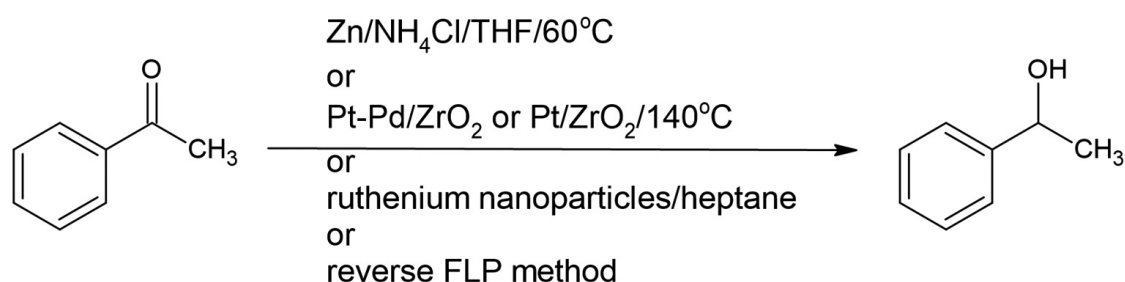 Zn/NH₄Cl/THF/60°C
or
Pt-Pd/ZrO₂ or Pt/ZrO₂/140°C
or
ruthenium nanoparticles/heptane
or
reverse FLP method
O
CH₃
OH
CH₃